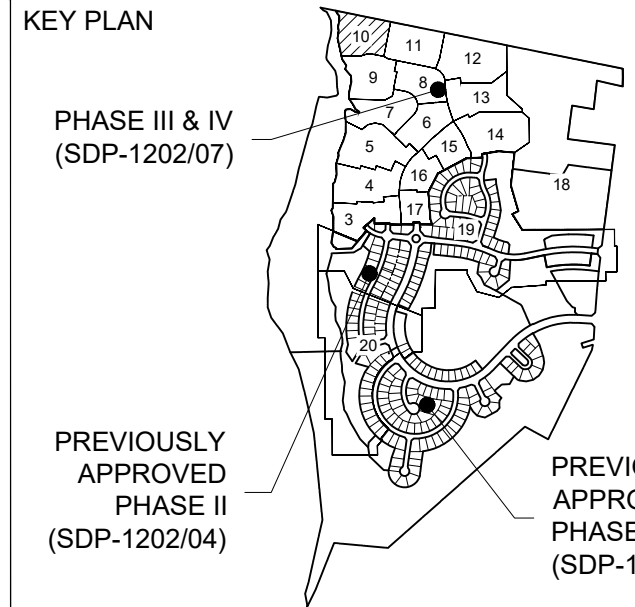 KEY PLAN
10
11
12
9
8
13
7
6
5
15
14
16
4
18
17
3
19
20
PHASE III & IV
(SDP-1202/07)
PREVIOUSLY
APPROVED
PHASE II
(SDP-1202/04)
PHASE